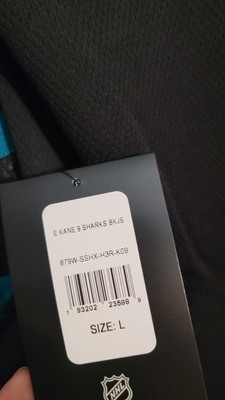 E KANE 9 SHARKS BKJS
879W-SSHX-H3R-K09
1 93202 23588 9
SIZE: L
NHL